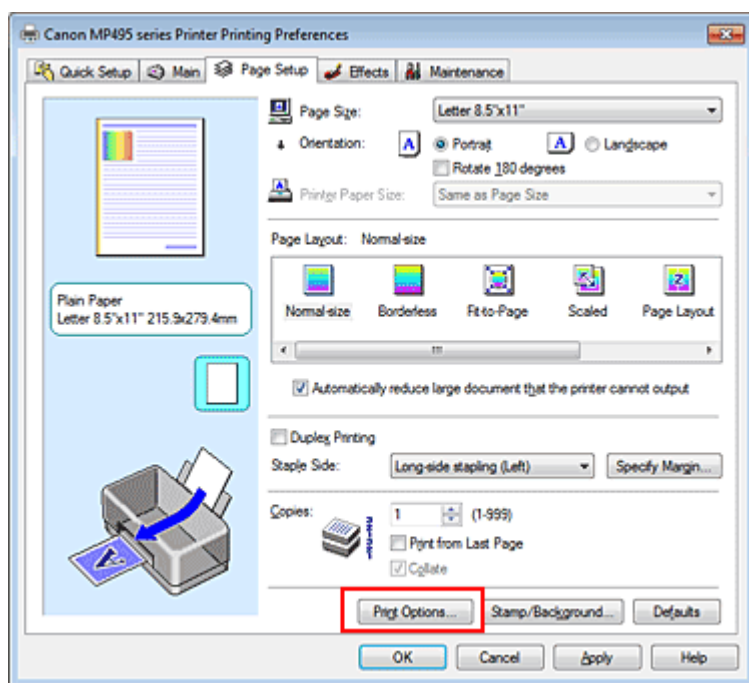 Canon MP495 series Printer Printing Preferences
Quick Setup Main Page Setup Effects Maintenance
Page Size: Letter 8.5"x11"
Orientation: A Portrait A Landscape
Rotate 180 degrees
Printer Paper Size: Same as Page Size
Page Layout: Normal-size
Normal-size Borderless Fit-to-Page Scaled Page Layout
Plain Paper
Letter 8.5"x11" 215.9x279.4mm
Automatically reduce large document that the printer cannot output
Duplex Printing
Staple Side: Long-side stapling (Left) Specify Margin...
Copies: 1 (1-999)
Print from Last Page
Collate
Print Options... Stamp/Background... Defaults
OK Cancel Apply Help